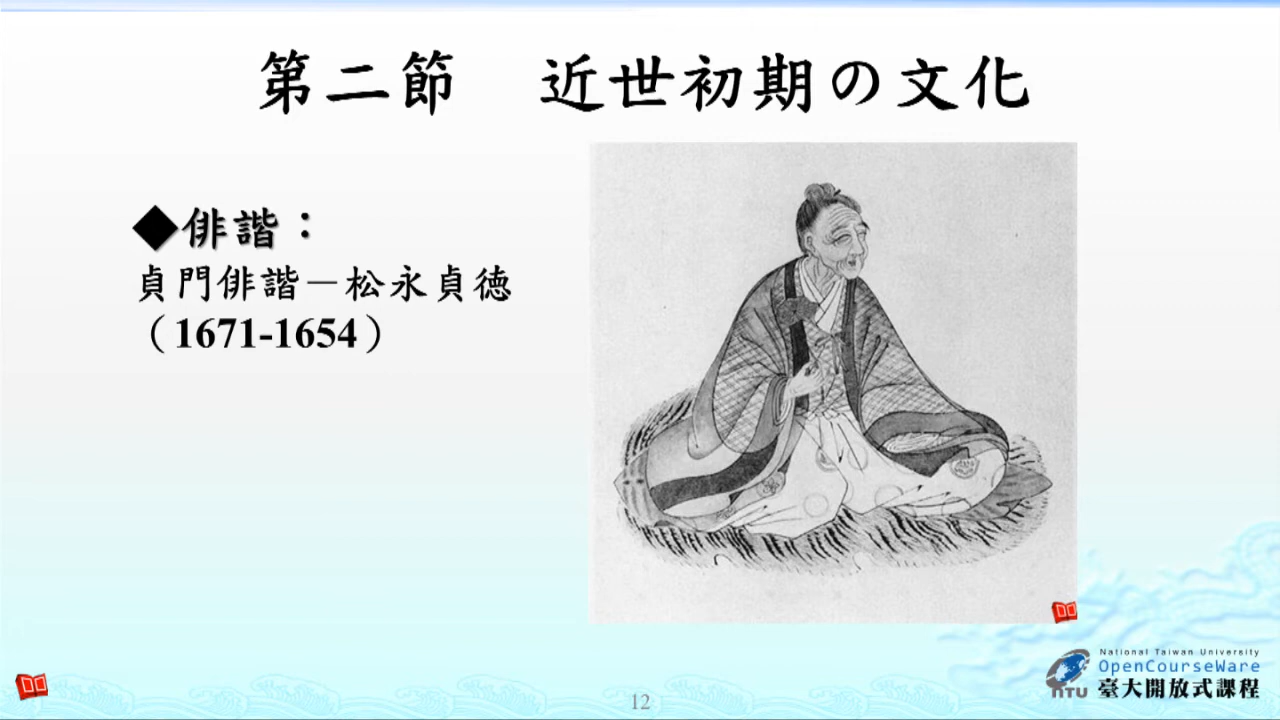 第二節　近世初期の文化
◆俳諧：
貞門俳諧－松永貞徳
（1671-1654）
12
National Taiwan University
OpenCourseWare
NTU 臺大開放式課程